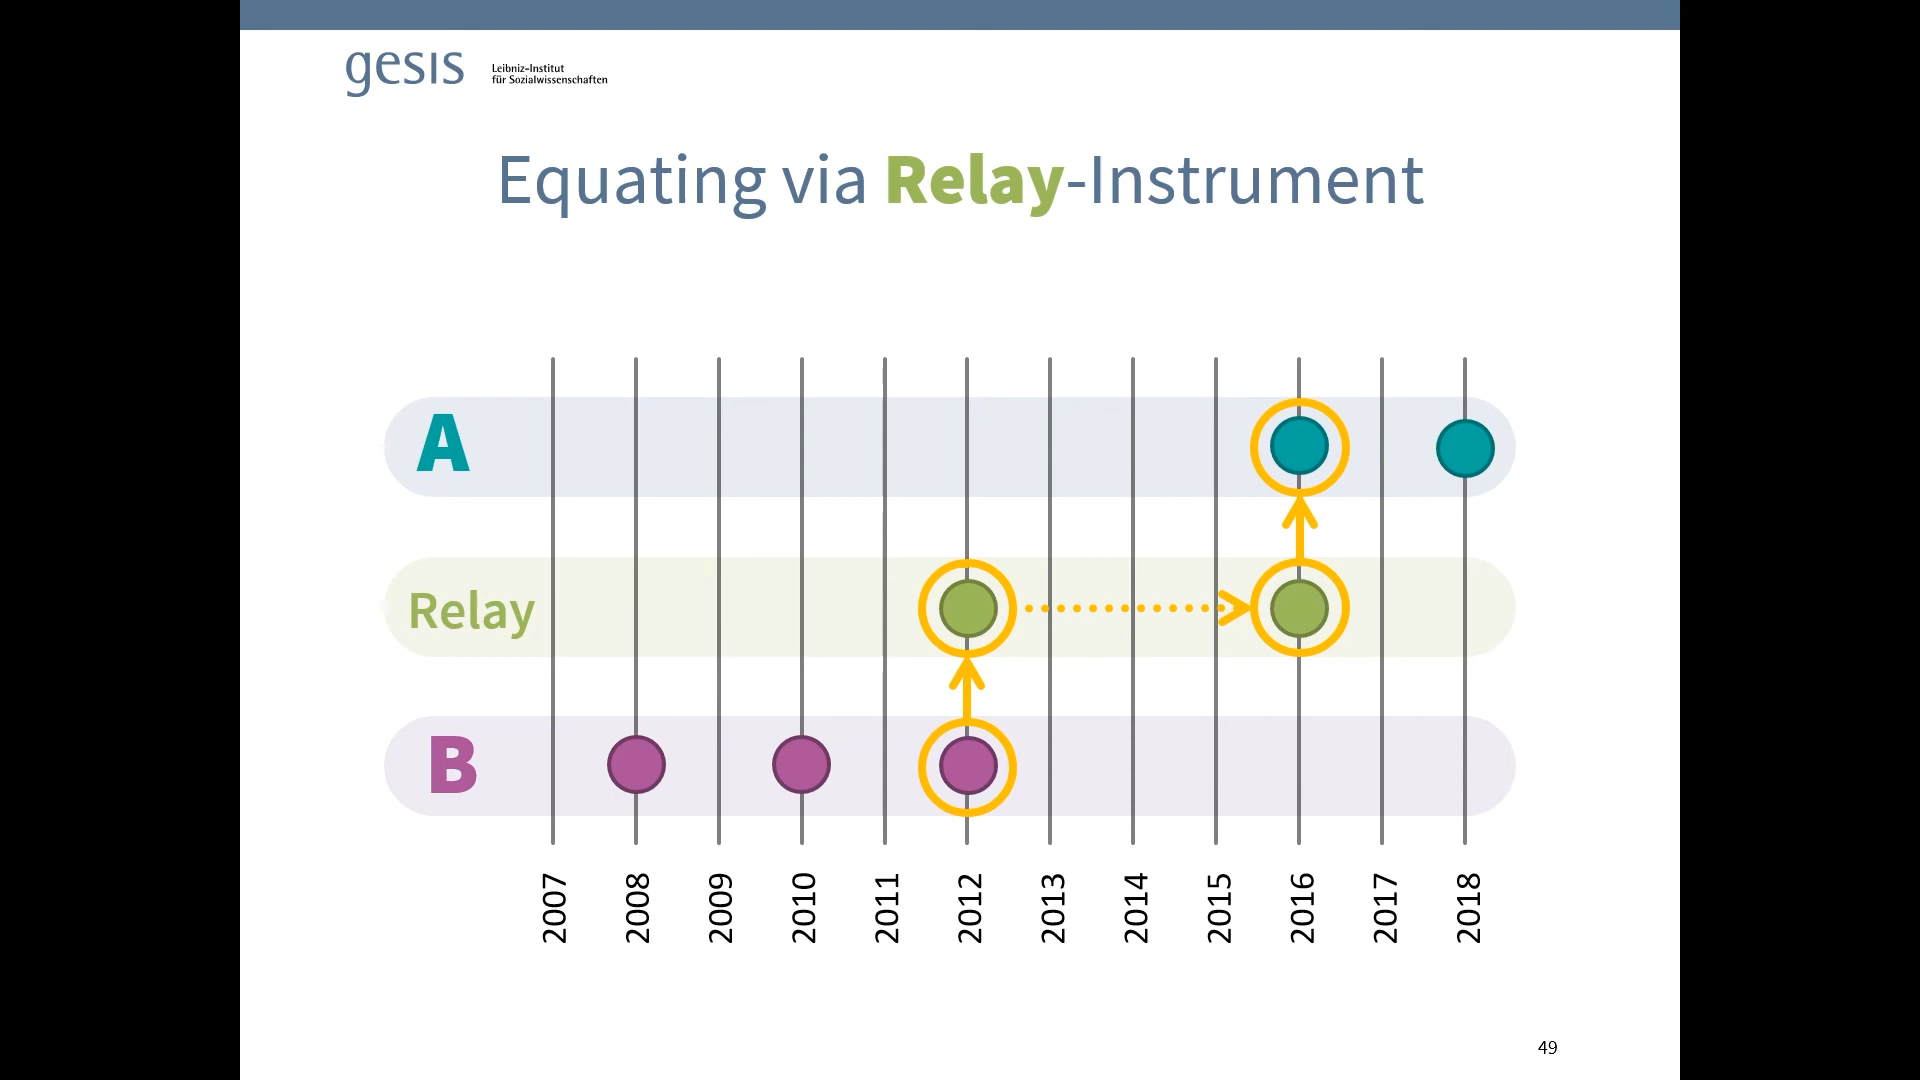 gesis
Leibniz-Institut
für Sozialwissenschaften
Equating via Relay-Instrument
A
Relay
B
2007
2008
2009
2010
2011
2012
2013
2014
2015
2016
2017
2018
49